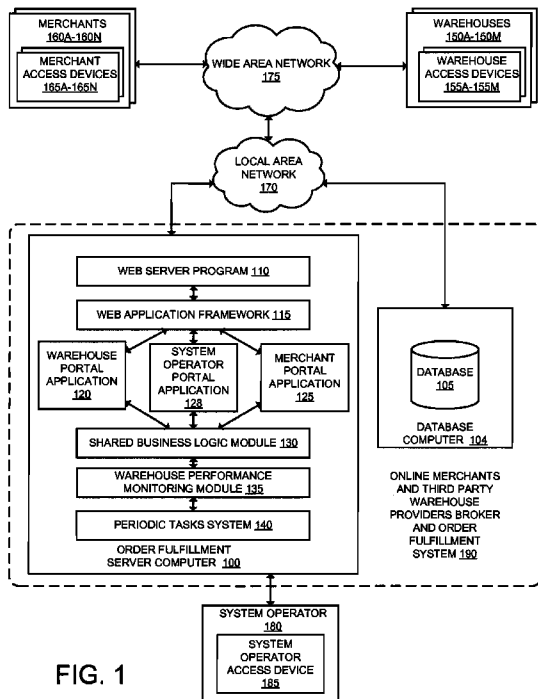 MERCHANTS
160A-160N
MERCHANT
ACCESS DEVICES
165A-165N
WIDE AREA NETWORK
175
WAREHOUSES
150A-150M
WAREHOUSE
ACCESS DEVICES
155A-155M
LOCAL AREA
NETWORK
170
WEB SERVER PROGRAM 110
WEB APPLICATION FRAMEWORK 115
WAREHOUSE
PORTAL
APPLICATION
120
SYSTEM
OPERATOR
PORTAL
APPLICATION
128
MERCHANT
PORTAL
APPLICATION
125
SHARED BUSINESS LOGIC MODULE 130
WAREHOUSE PERFORMANCE
MONITORING MODULE 135
PERIODIC TASKS SYSTEM 140
ORDER FULFILLMENT
SERVER COMPUTER 100
DATABASE
105
DATABASE
COMPUTER 104
ONLINE MERCHANTS
AND THIRD PARTY
WAREHOUSE
PROVIDERS BROKER
AND ORDER
FULFILLMENT
SYSTEM 190
SYSTEM OPERATOR
180
SYSTEM
OPERATOR
ACCESS DEVICE
185
FIG. 1